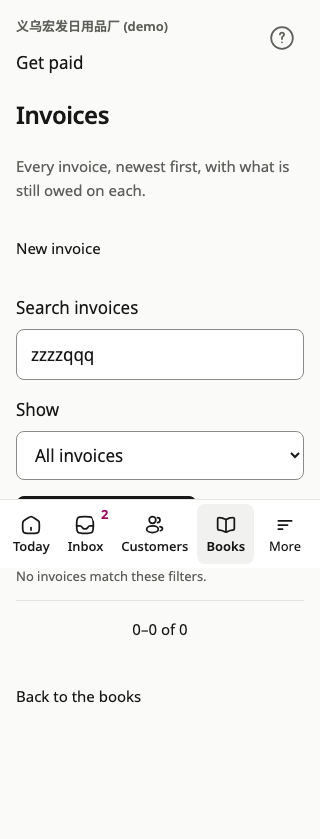 义乌宏发日用品厂 (demo)
Get paid
Invoices
Every invoice, newest first, with what is
still owed on each.
New invoice
Search invoices
zzzzqqq
Show
All invoices
2
Today
Inbox
Customers
Books
More
No invoices match these filters.
0–0 of 0
Back to the books